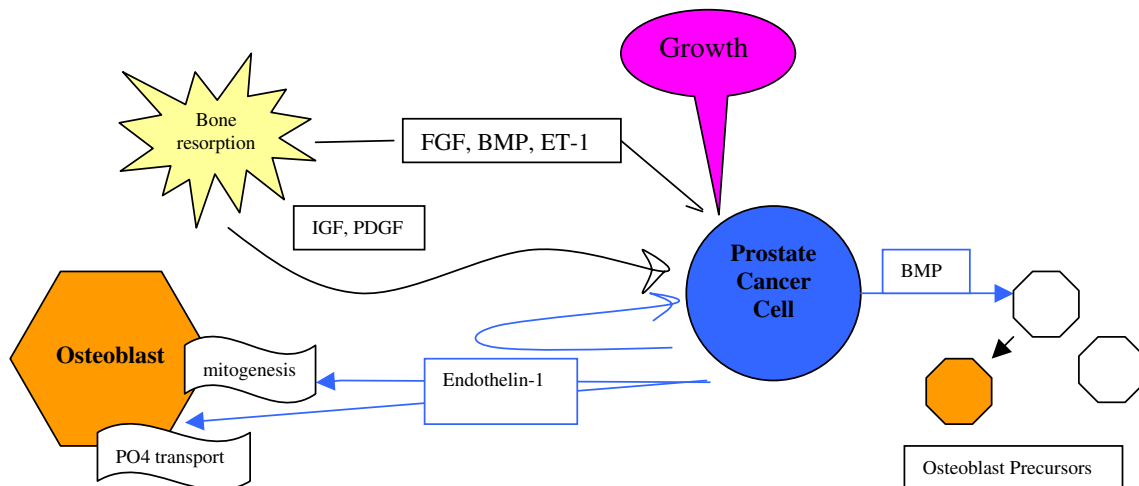 Growth
Bone
resorption
FGF, BMP, ET-1
IGF, PDGF
Prostate
Cancer
Cell
BMP
Osteoblast
mitogenesis
Endothelin-1
PO4 transport
Osteoblast Precursors